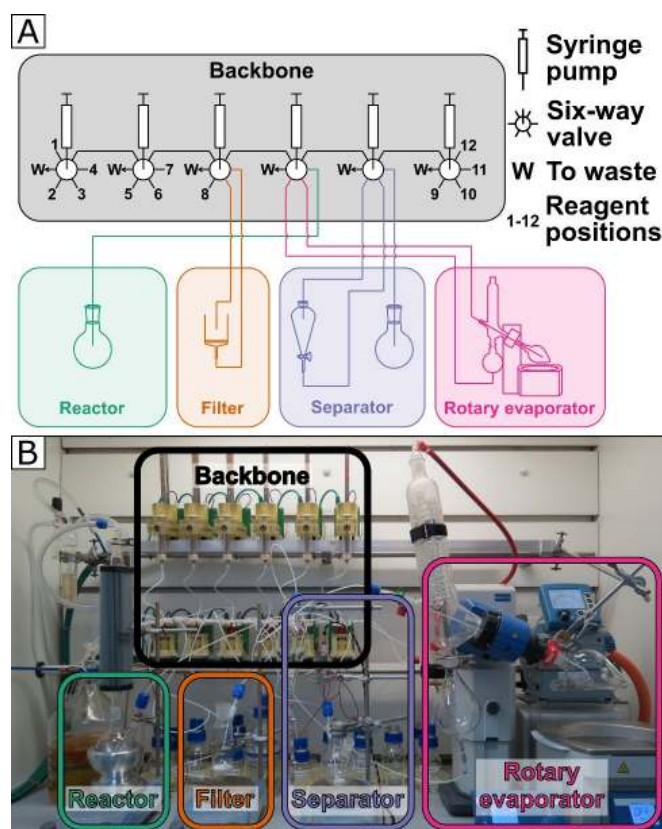 A
Backbone
Syringe
pump
Six-way
valve
W To waste
1-12 Reagent
positions
1
12
W
4
W
7
W
W
W
W
11
2
3
5
6
8
9
10
Reactor
Filter
Separator
Rotary evaporator
B
Backbone
Reactor
Filter
Separator
Rotary
evaporator